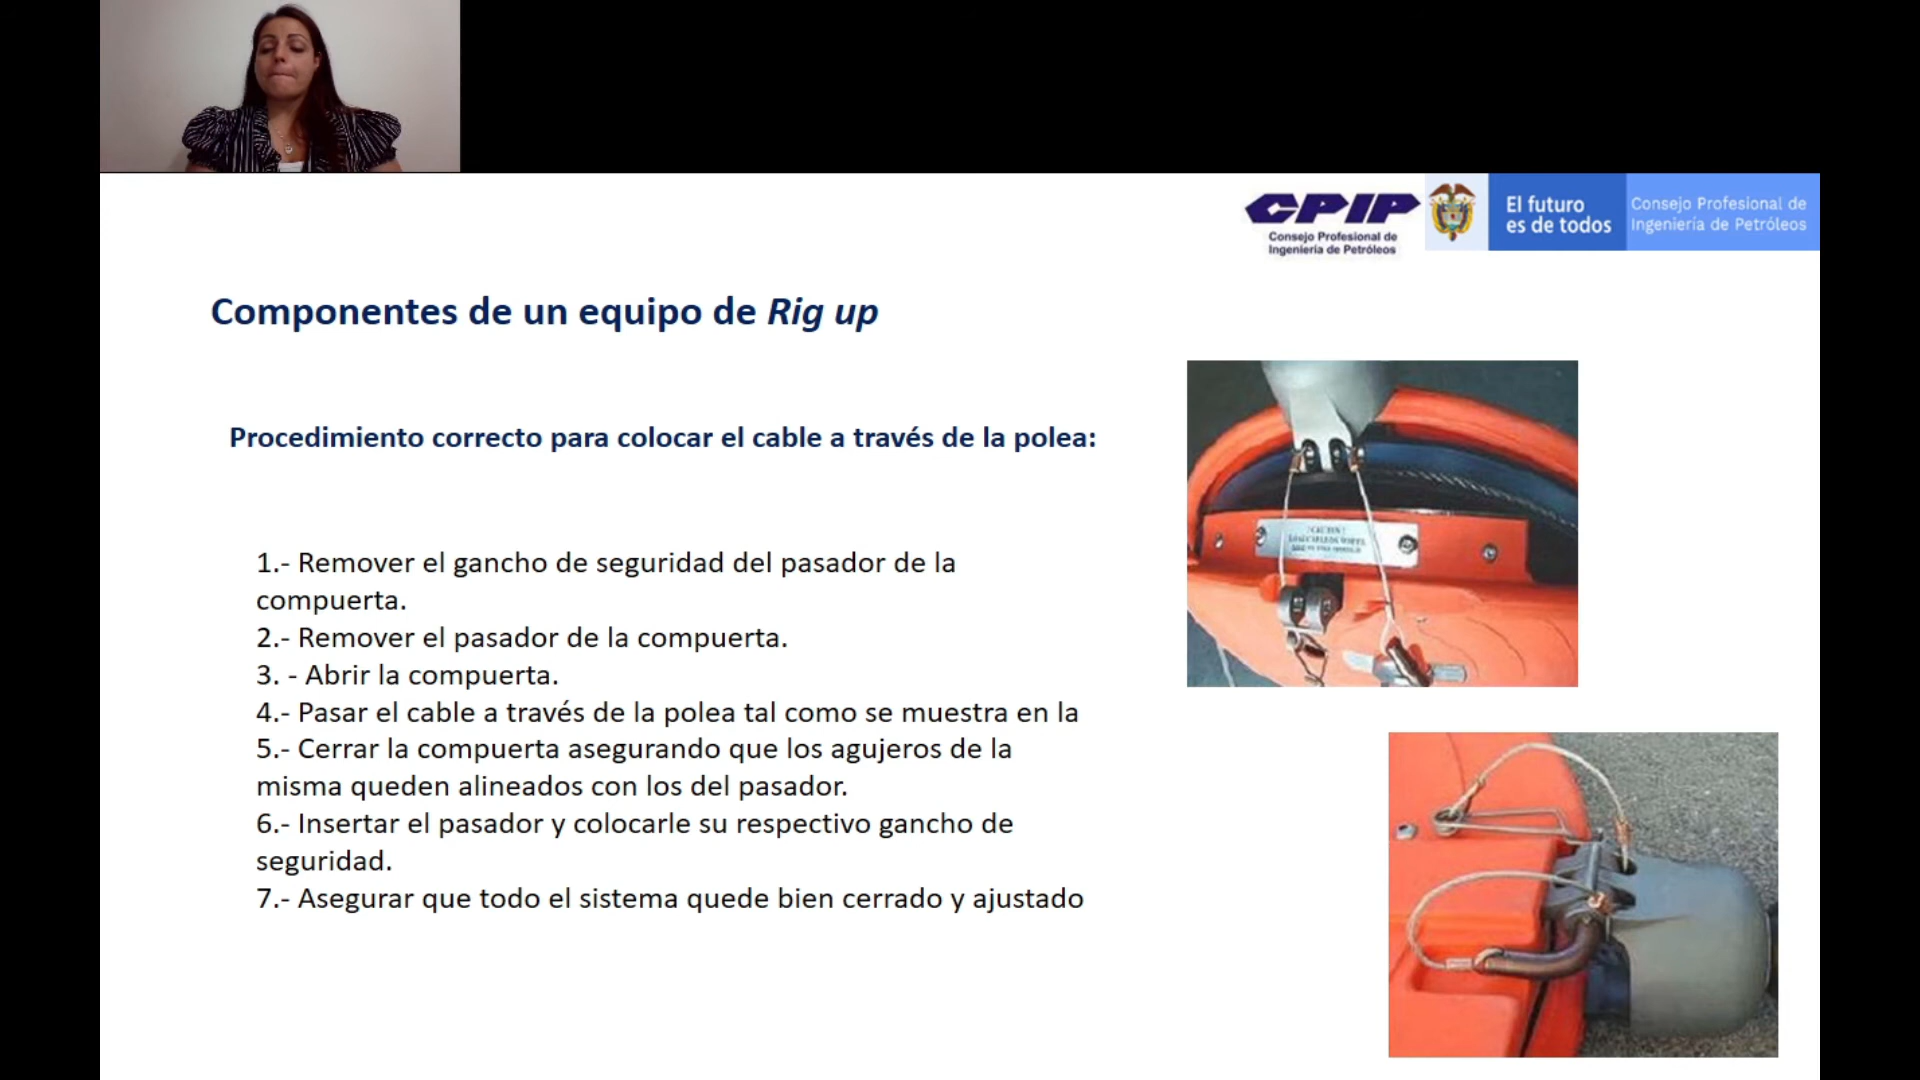 CPIP
Consejo Profesional de
Ingeniería de Petróleos
El futuro
es de todos
Consejo Profesional de
Ingeniería de Petróleos
Componentes de un equipo de Rig up
Procedimiento correcto para colocar el cable a través de la polea:
1.- Remover el gancho de seguridad del pasador de la
compuerta.
2.- Remover el pasador de la compuerta.
3. - Abrir la compuerta.
4.- Pasar el cable a través de la polea tal como se muestra en la
5.- Cerrar la compuerta asegurando que los agujeros de la
misma queden alineados con los del pasador.
6.- Insertar el pasador y colocarle su respectivo gancho de
seguridad.
7.- Asegurar que todo el sistema quede bien cerrado y ajustado